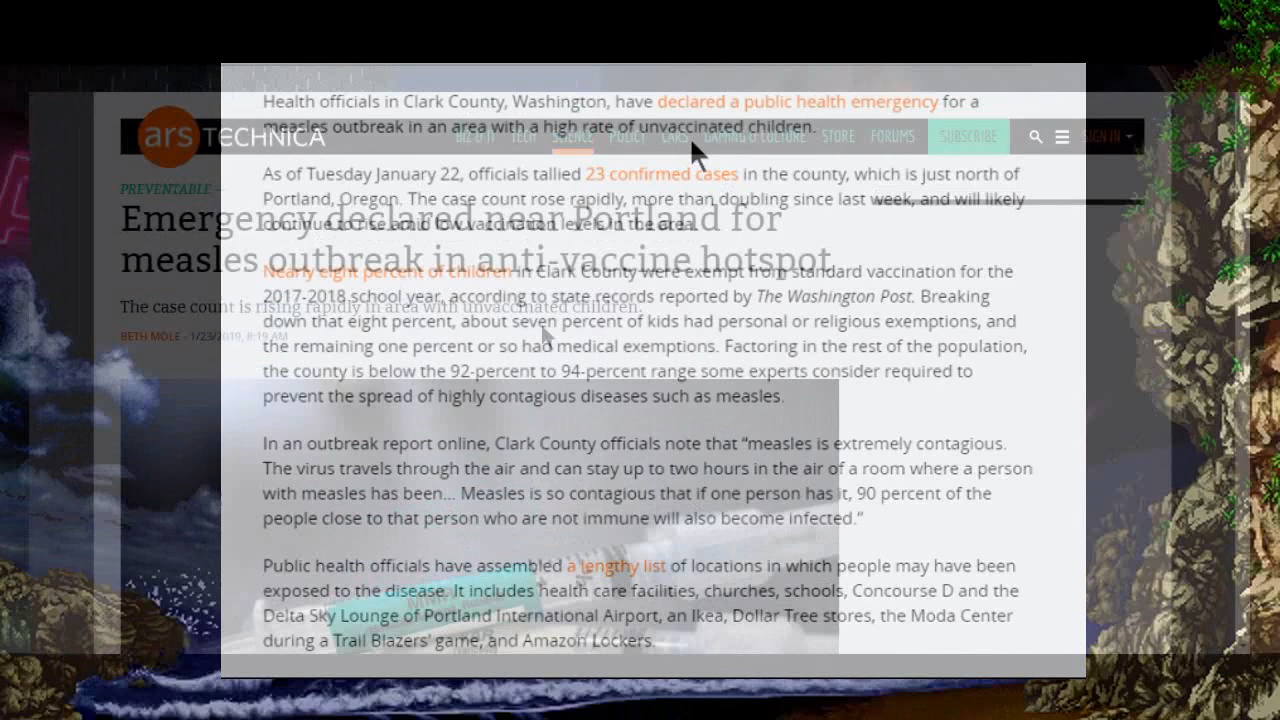 Health officials in Clark County, Washington, have declared a public health emergency for a
measles outbreak in an area with a high rate of unvaccinated children.
ars TECHNICA
BIZ & IT TECH SCIENCE POLICY CARS GAMING & CULTURE STORE FORUMS SUBSCRIBE SIGN IN
As of Tuesday January 22, officials tallied 23 confirmed cases in the county, which is just north of
PREVENTABLE —
Portland, Oregon. The case count rose rapidly, more than doubling since last week, and will likely
continue to rise amid low vaccination levels in the area.
Emergency declared near Portland for
measles outbreak in anti-vaccine hotspot
Nearly eight percent of children in Clark County were exempt from standard vaccination for the
2017-2018 school year, according to state records reported by The Washington Post. Breaking
The case count is rising rapidly in area with unvaccinated children.
down that eight percent, about seven percent of kids had personal or religious exemptions, and
BETH MOLE - 1/23/2019, 8:19 AM
the remaining one percent or so had medical exemptions. Factoring in the rest of the population,
the county is below the 92-percent to 94-percent range some experts consider required to
prevent the spread of highly contagious diseases such as measles.
In an outbreak report online, Clark County officials note that “measles is extremely contagious.
The virus travels through the air and can stay up to two hours in the air of a room where a person
with measles has been... Measles is so contagious that if one person has it, 90 percent of the
people close to that person who are not immune will also become infected.”
Public health officials have assembled a lengthy list of locations in which people may have been
exposed to the disease. It includes health care facilities, churches, schools, Concourse D and the
Delta Sky Lounge of Portland International Airport, an Ikea, Dollar Tree stores, the Moda Center
during a Trail Blazers’ game, and Amazon Lockers.